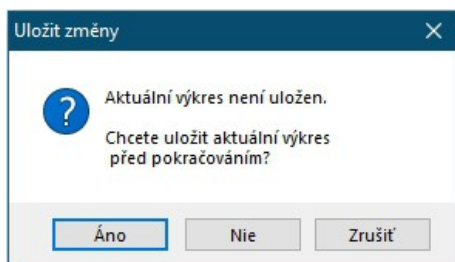 Uložit změny
Aktuální výkres není uložen.
Chcete uložit aktuální výkres
před pokračováním?
Áno
Nie
Zrušiť